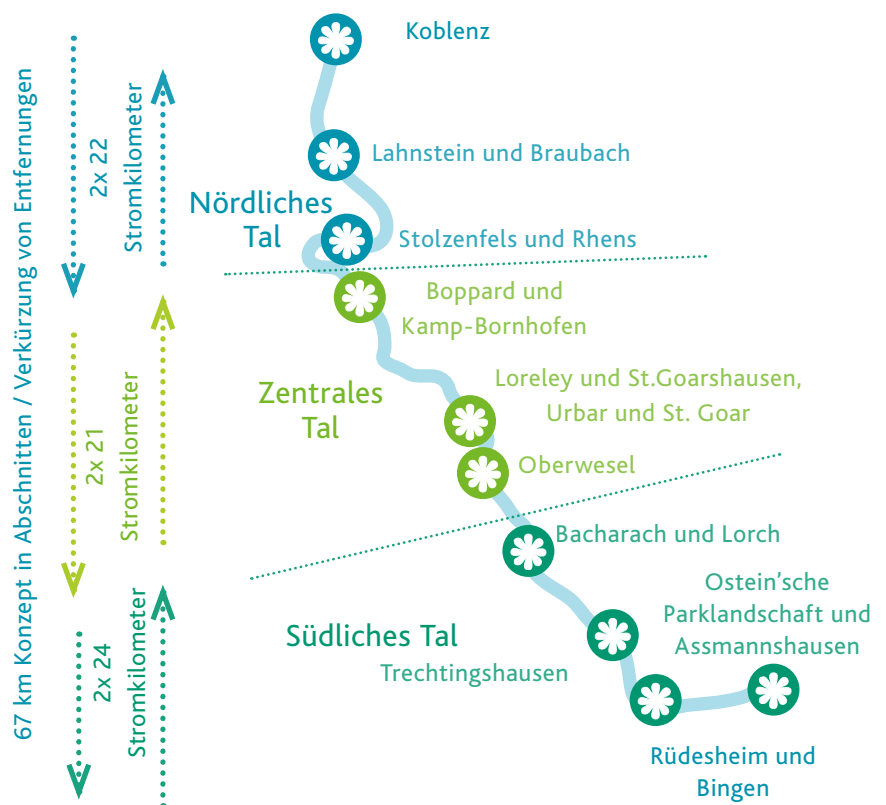 67 km Konzept in Abschnitten / Verkürzung von Entfernungen
2x 22
Stromkilometer
2x 21
Stromkilometer
2x 24
Stromkilometer
Koblenz
Lahnstein und Braubach
Nördliches
Tal
Stolzenfels und Rhens
Boppard und
Kamp-Bornhofen
Zentrales
Tal
Loreley und St.Goarshausen,
Urbar und St. Goar
Oberwesel
Bacharach und Lorch
Südliches Tal
Ostein'sche
Parklandschaft und
Assmannshausen
Trechtingshausen
Rüdesheim und
Bingen